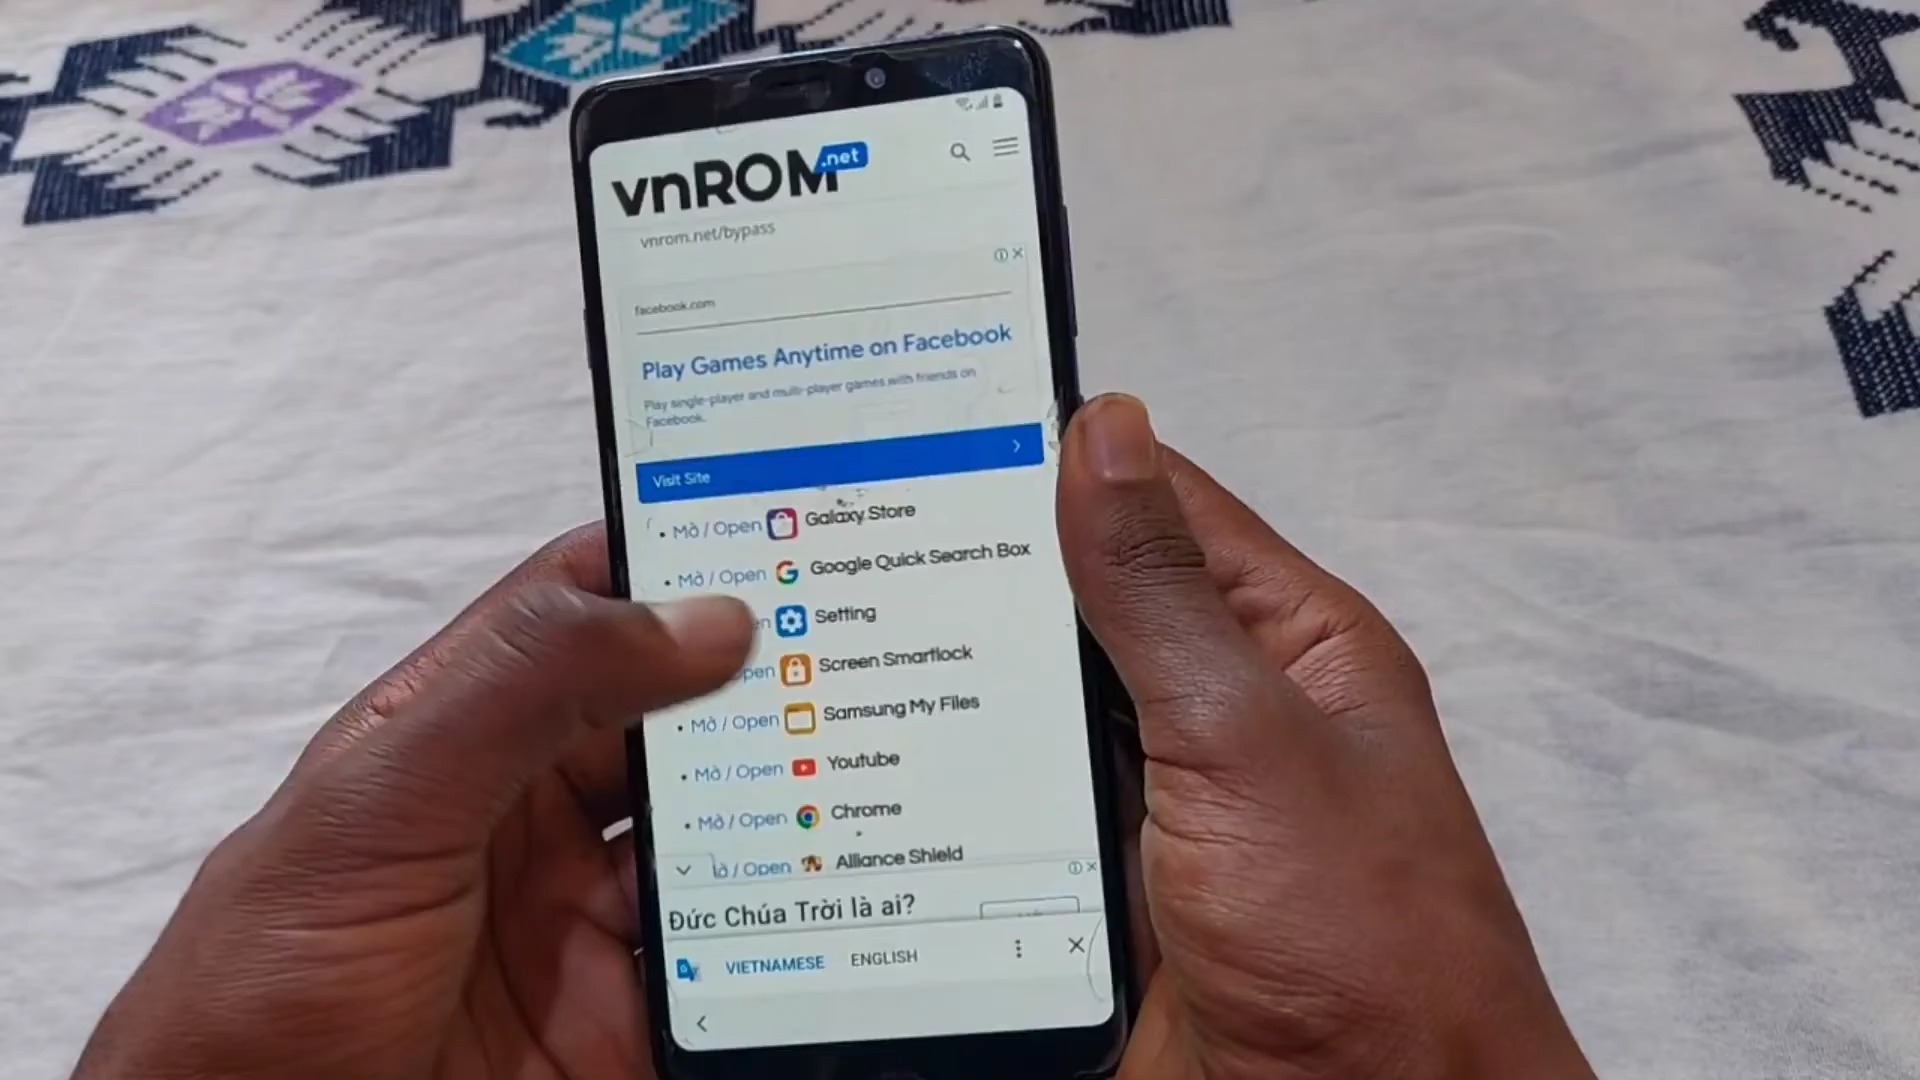 vnROM.net
vnrom.net/bypass
facebook.com
Play Games Anytime on Facebook
Play single-player and multi-player games with friends on
Facebook.
Visit Site
• Mở / Open Galaxy Store
• Mở / Open Google Quick Search Box
en Setting
pen Screen Smartlock
• Mở / Open Samsung My Files
• Mở / Open Youtube
• Mở / Open Chrome
/ Open Alliance Shield
Đức Chúa Trời là ai?
VIETNAMESE ENGLISH